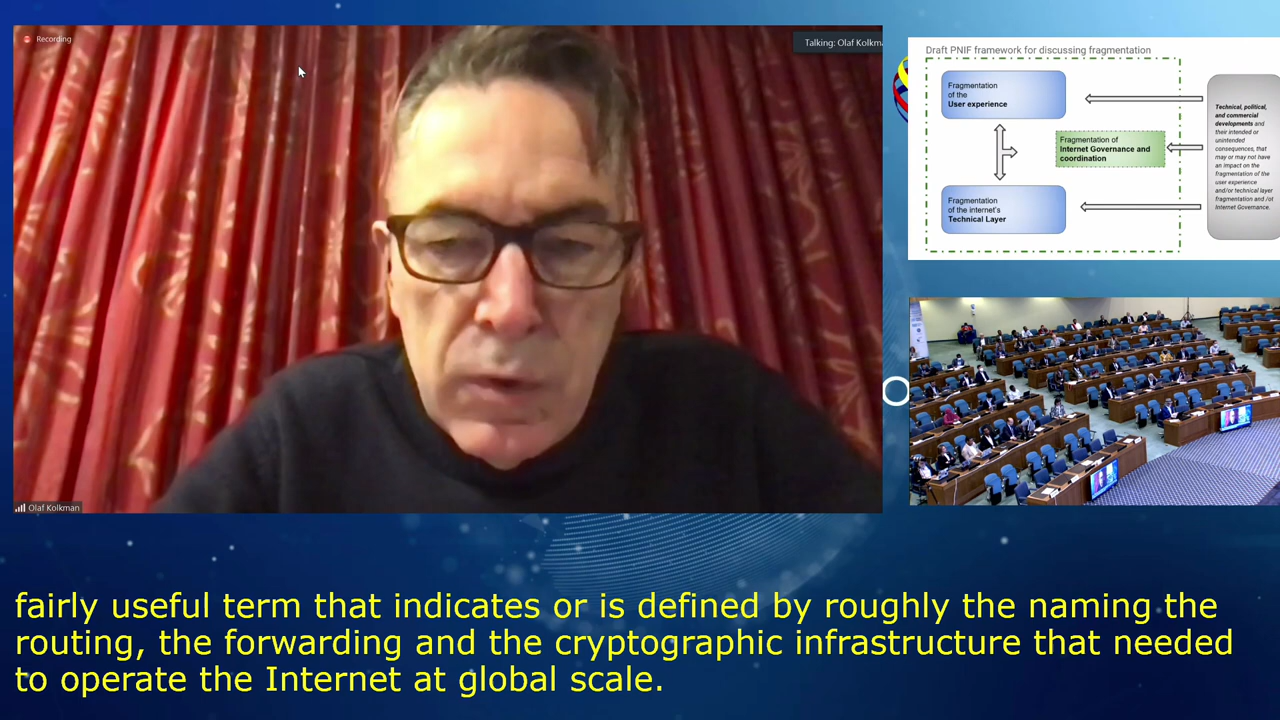 Recording
Talking: Olaf Kolkma
Olaf Kolkman
Draft PNIF framework for discussing fragmentation
Fragmentation
of the
User experience
Fragmentation of
Internet Governance and
coordination
Fragmentation
of the internet's
Technical Layer
Technical, political,
and commercial
developments and
their intended or
unintended
consequences, that
may or may not have
an impact on the
fragmentation of the
user experience
and/or technical layer
fragmentation and /or
Internet Governance.
fairly useful term that indicates or is defined by roughly the naming the
routing, the forwarding and the cryptographic infrastructure that needed
to operate the Internet at global scale.